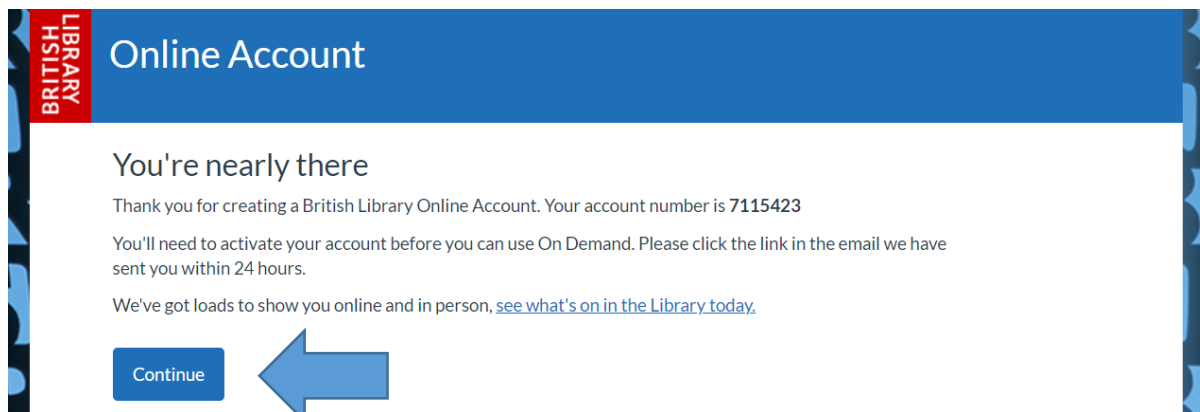 LIBRARY
BRITISH
Online Account
You're nearly there
Thank you for creating a British Library Online Account. Your account number is 7115423
You'll need to activate your account before you can use On Demand. Please click the link in the email we have
sent you within 24 hours.
We've got loads to show you online and in person, see what's on in the Library today.
Continue